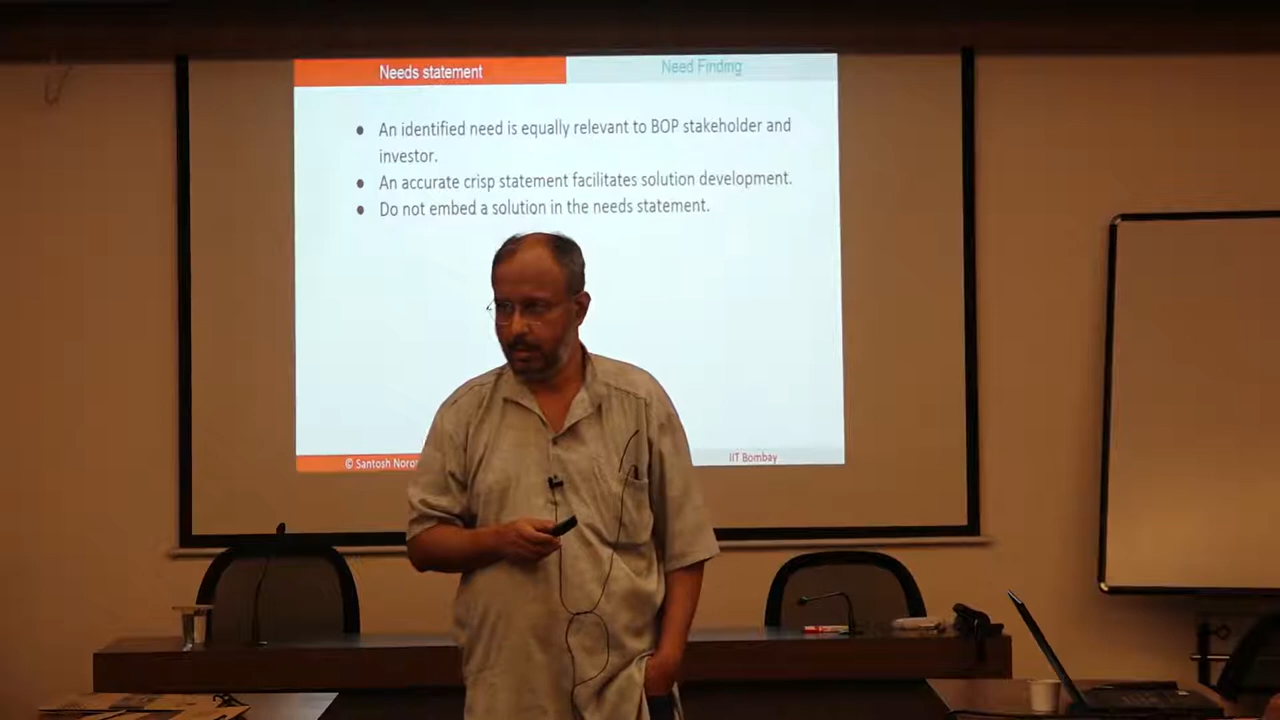 Needs statement
Need Finding
● An identified need is equally relevant to BOP stakeholder and
investor.
● An accurate crisp statement facilitates solution development.
● Do not embed a solution in the needs statement.
© Santosh
IIT Bombay